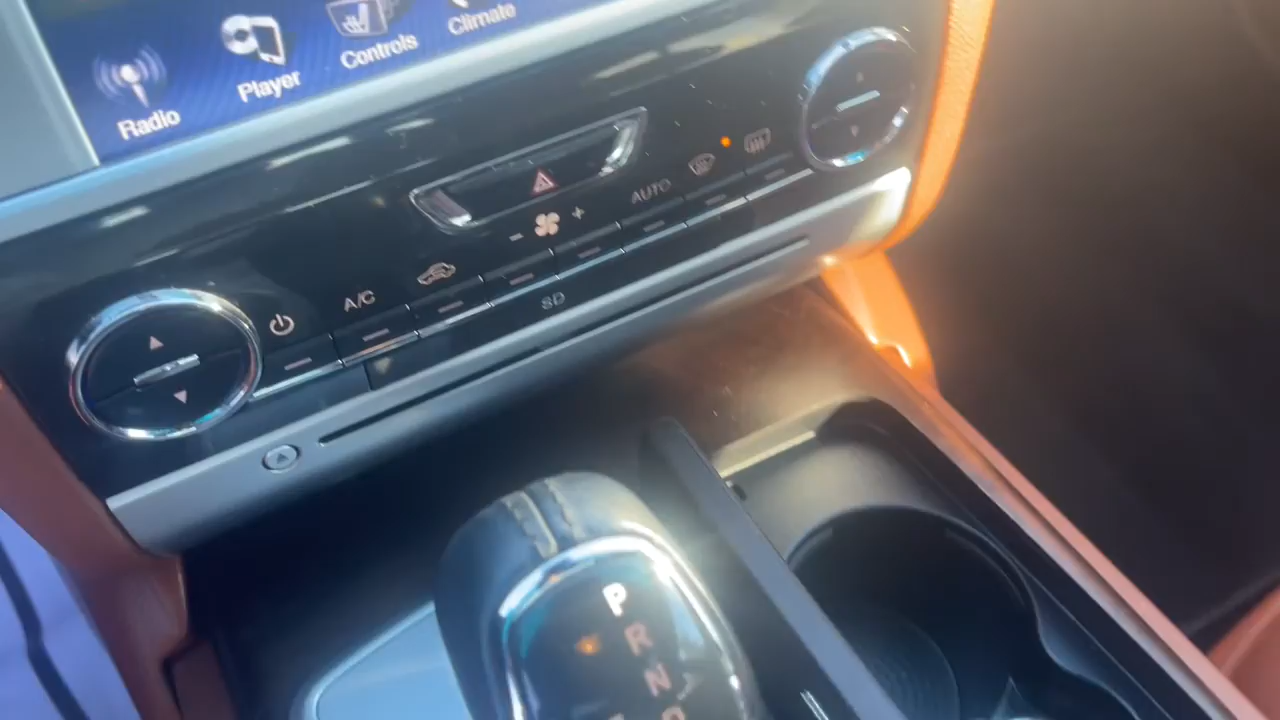 Radio
Player
Controls
Climate
A/C
AUTO
SD
P
R
N